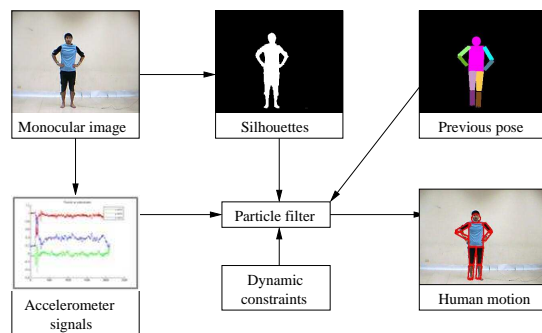 Monocular image
Silhouettes
Previous pose
Particle filter
Accelerometer
signals
Dynamic
constraints
Human motion